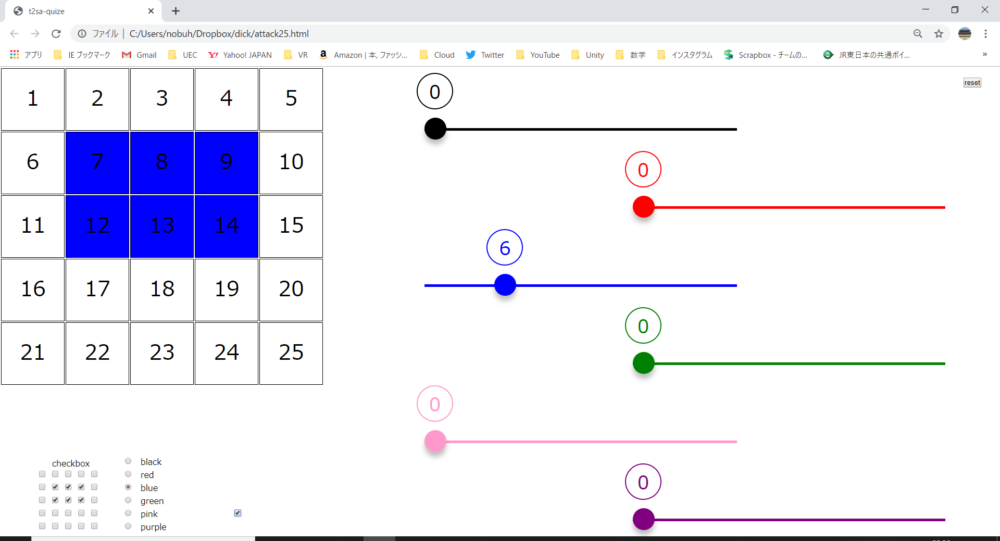 t2sa-quize
ファイル | C:/Users/nobuh/Dropbox/dick/attack25.html
アプリ IE ブックマーク Gmail UEC Yahoo! JAPAN VR Amazon | 本, ファッシ... Cloud Twitter YouTube Unity 数学 インスタグラム Scrapbox - チームの... JR東日本の共通ポイ... »
reset
1 2 3 4 5
6 7 8 9 10
11 12 13 14 15
16 17 18 19 20
21 22 23 24 25
0
0
6
0
0
0
checkbox
black
red
blue
green
pink
purple